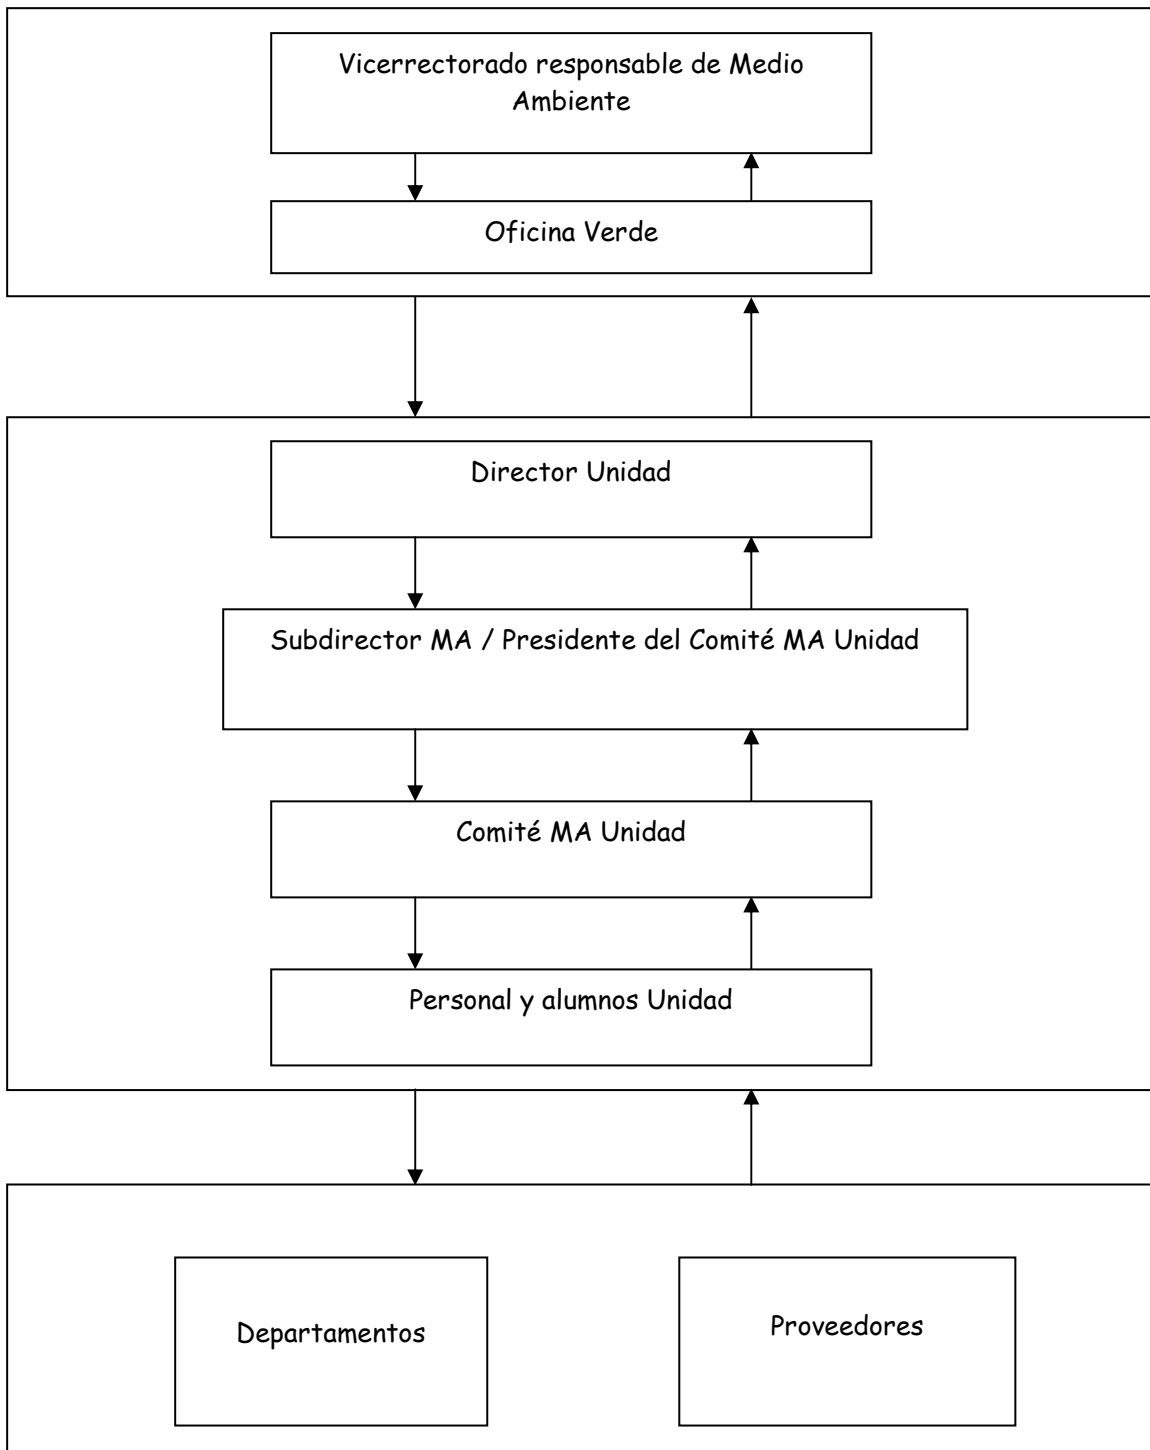 Vicerrectorado responsable de Medio
Ambiente
Oficina Verde
Director Unidad
Subdirector MA / Presidente del Comité MA Unidad
Comité MA Unidad
Personal y alumnos Unidad
Departamentos
Proveedores